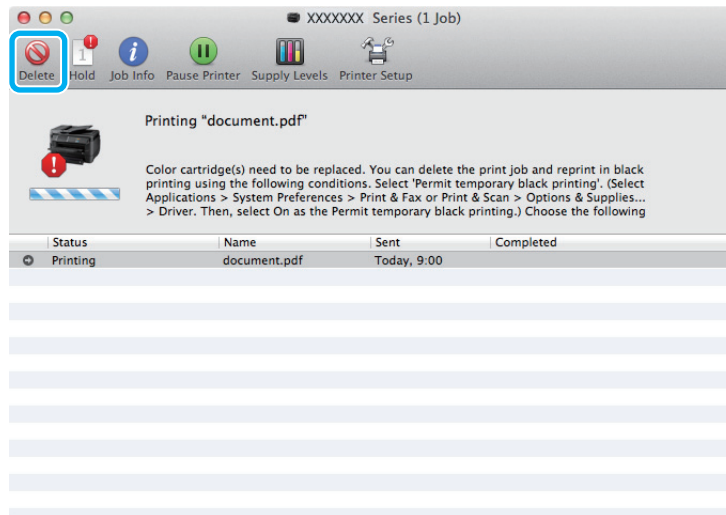 XXXXXXX Series (1 Job)
Delete Hold Job Info Pause Printer Supply Levels Printer Setup
Printing "document.pdf"
Color cartridge(s) need to be replaced. You can delete the print job and reprint in black
printing using the following conditions. Select 'Permit temporary black printing'. (Select
Applications > System Preferences > Print & Fax or Print & Scan > Options & Supplies...
> Driver. Then, select On as the Permit temporary black printing.) Choose the following
Status Name Sent Completed
Printing document.pdf Today, 9:00